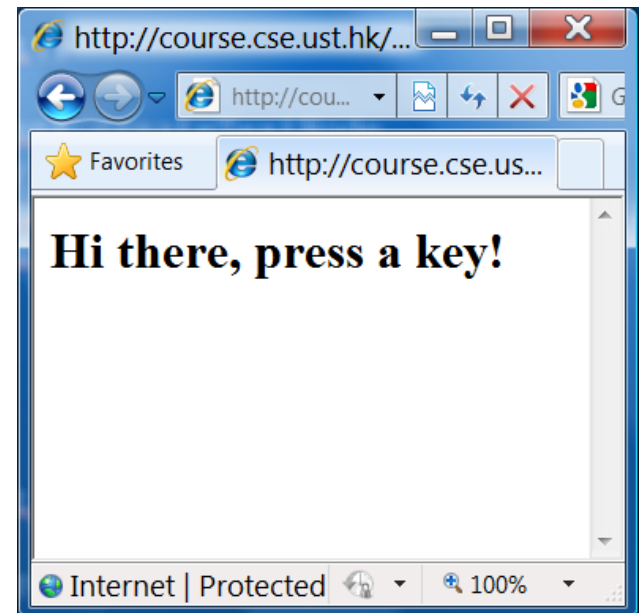 http://course.cse.ust.hk/...
http://cou... G
Favorites http://course.cse.us...
Hi there, press a key!
Internet | Protected 100%